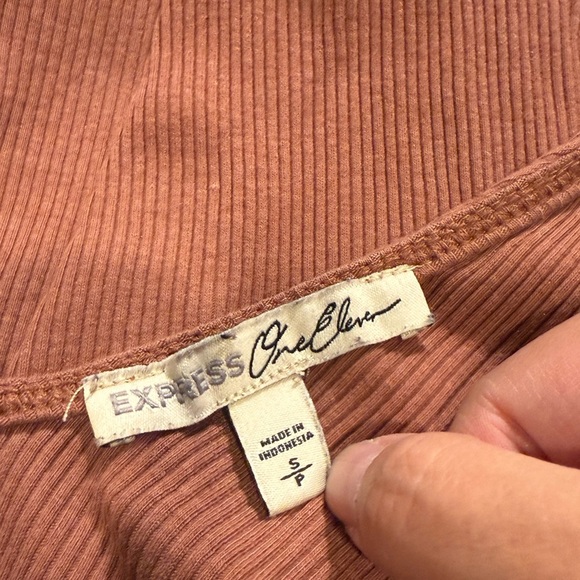 EXPRESS One Eleven
MADE IN
INDONESIA
S
P